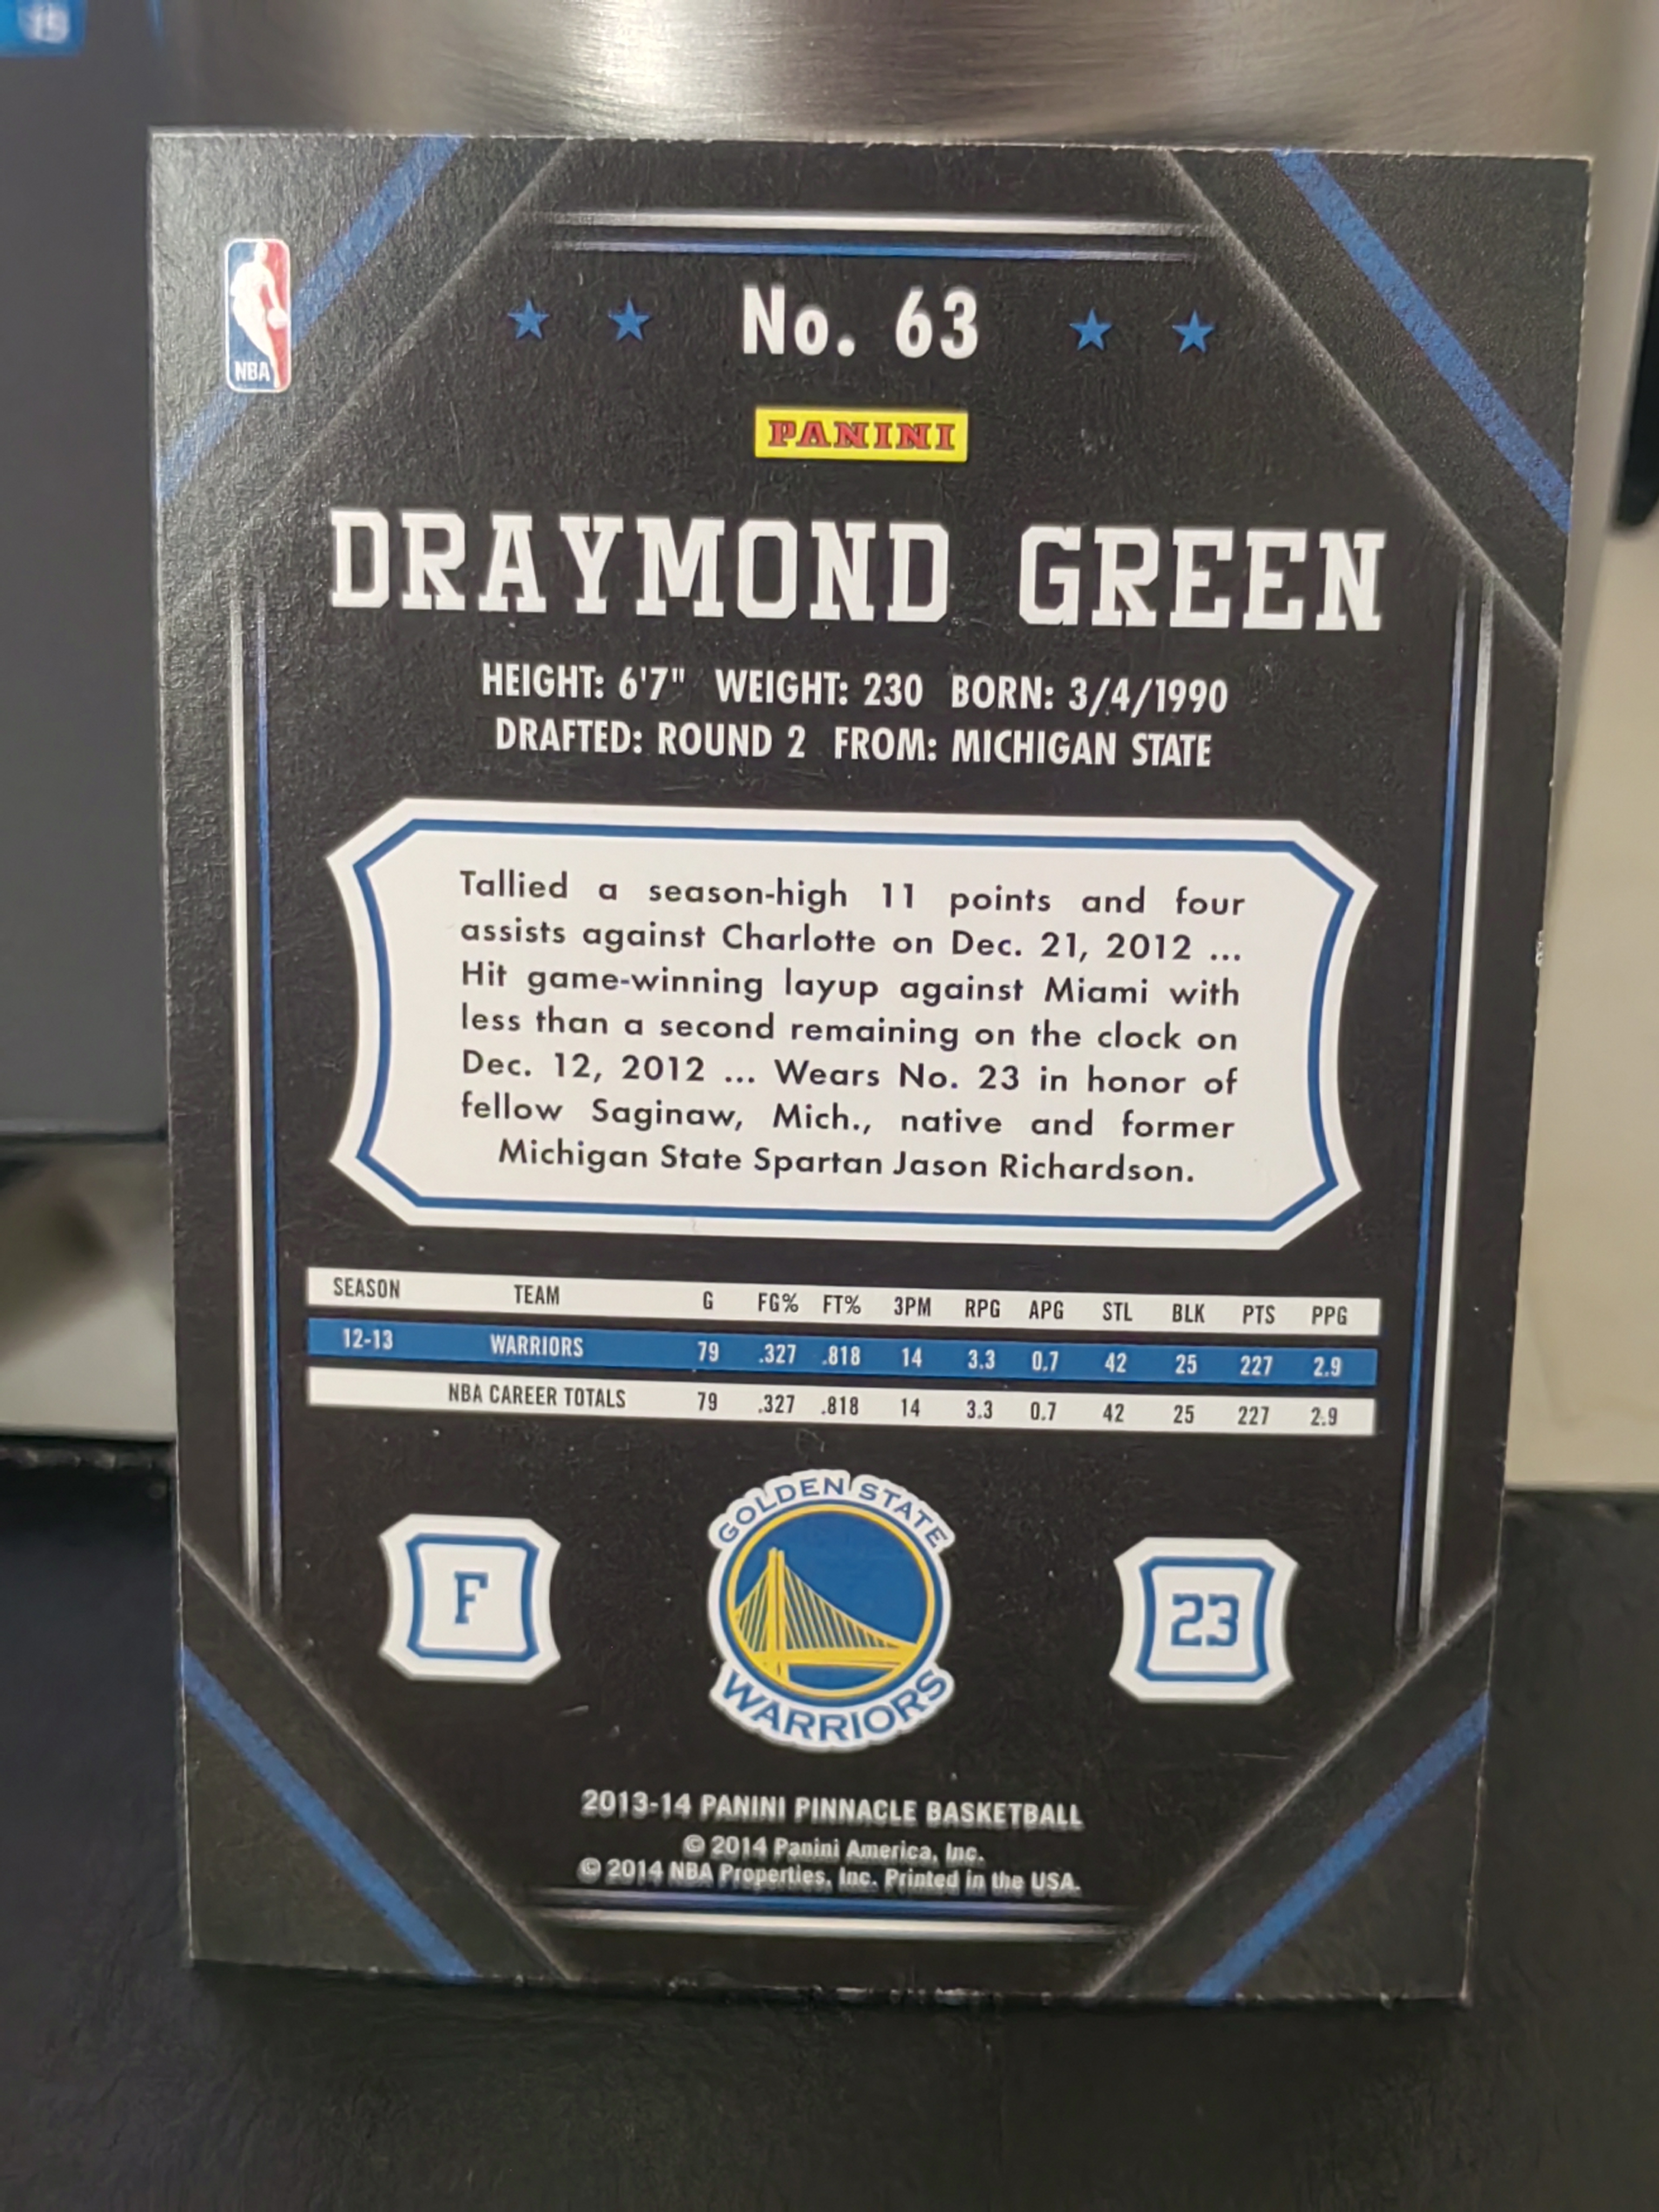 NBA
No. 63
PANINI
DRAYMOND GREEN
HEIGHT: 6'7" WEIGHT: 230 BORN: 3/4/1990
DRAFTED: ROUND 2 FROM: MICHIGAN STATE
Tallied a season-high 11 points and four
assists against Charlotte on Dec. 21, 2012 ...
Hit game-winning layup against Miami with
less than a second remaining on the clock on
Dec. 12, 2012 ... Wears No. 23 in honor of
fellow Saginaw, Mich., native and former
Michigan State Spartan Jason Richardson.
SEASON TEAM G FG% FT% 3PM RPG APG STL BLK PTS PPG
12-13 WARRIORS 79 .327 .818 14 3.3 0.7 42 25 227 2.9
NBA CAREER TOTALS 79 .327 .818 14 3.3 0.7 42 25 227 2.9
GOLDEN STATE
F
23
WARRIORS
2013-14 PANINI PINNACLE BASKETBALL
© 2014 Panini America, Inc.
© 2014 NBA Properties, Inc. Printed in the USA.